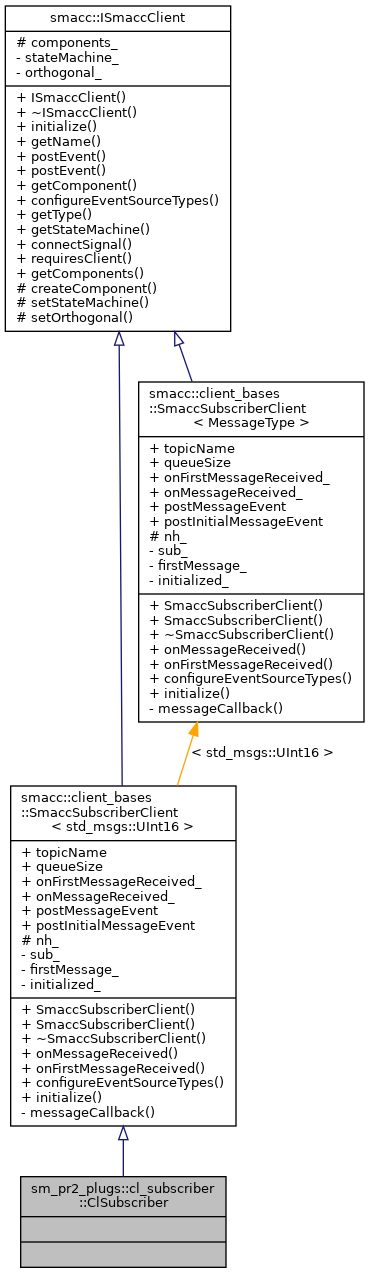 smacc::ISmaccClient
# components_
- stateMachine_
- orthogonal_
+ ISmaccClient()
+ ~ISmaccClient()
+ initialize()
+ getName()
+ postEvent()
+ postEvent()
+ getComponent()
+ configureEventSourceTypes()
+ getType()
+ getStateMachine()
+ connectSignal()
+ requiresClient()
+ getComponents()
# createComponent()
# setStateMachine()
# setOrthogonal()
smacc::client_bases
::SmaccSubscriberClient
< MessageType >
+ topicName
+ queueSize
+ onFirstMessageReceived_
+ onMessageReceived_
+ postMessageEvent
+ postInitialMessageEvent
# nh_
- sub_
- firstMessage_
- initialized_
+ SmaccSubscriberClient()
+ SmaccSubscriberClient()
+ ~SmaccSubscriberClient()
+ onMessageReceived()
+ onFirstMessageReceived()
+ configureEventSourceTypes()
+ initialize()
- messageCallback()
< std_msgs::UInt16 >
smacc::client_bases
::SmaccSubscriberClient
< std_msgs::UInt16 >
+ topicName
+ queueSize
+ onFirstMessageReceived_
+ onMessageReceived_
+ postMessageEvent
+ postInitialMessageEvent
# nh_
- sub_
- firstMessage_
- initialized_
+ SmaccSubscriberClient()
+ SmaccSubscriberClient()
+ ~SmaccSubscriberClient()
+ onMessageReceived()
+ onFirstMessageReceived()
+ configureEventSourceTypes()
+ initialize()
- messageCallback()
sm_pr2_plugs::cl_subscriber
::ClSubscriber